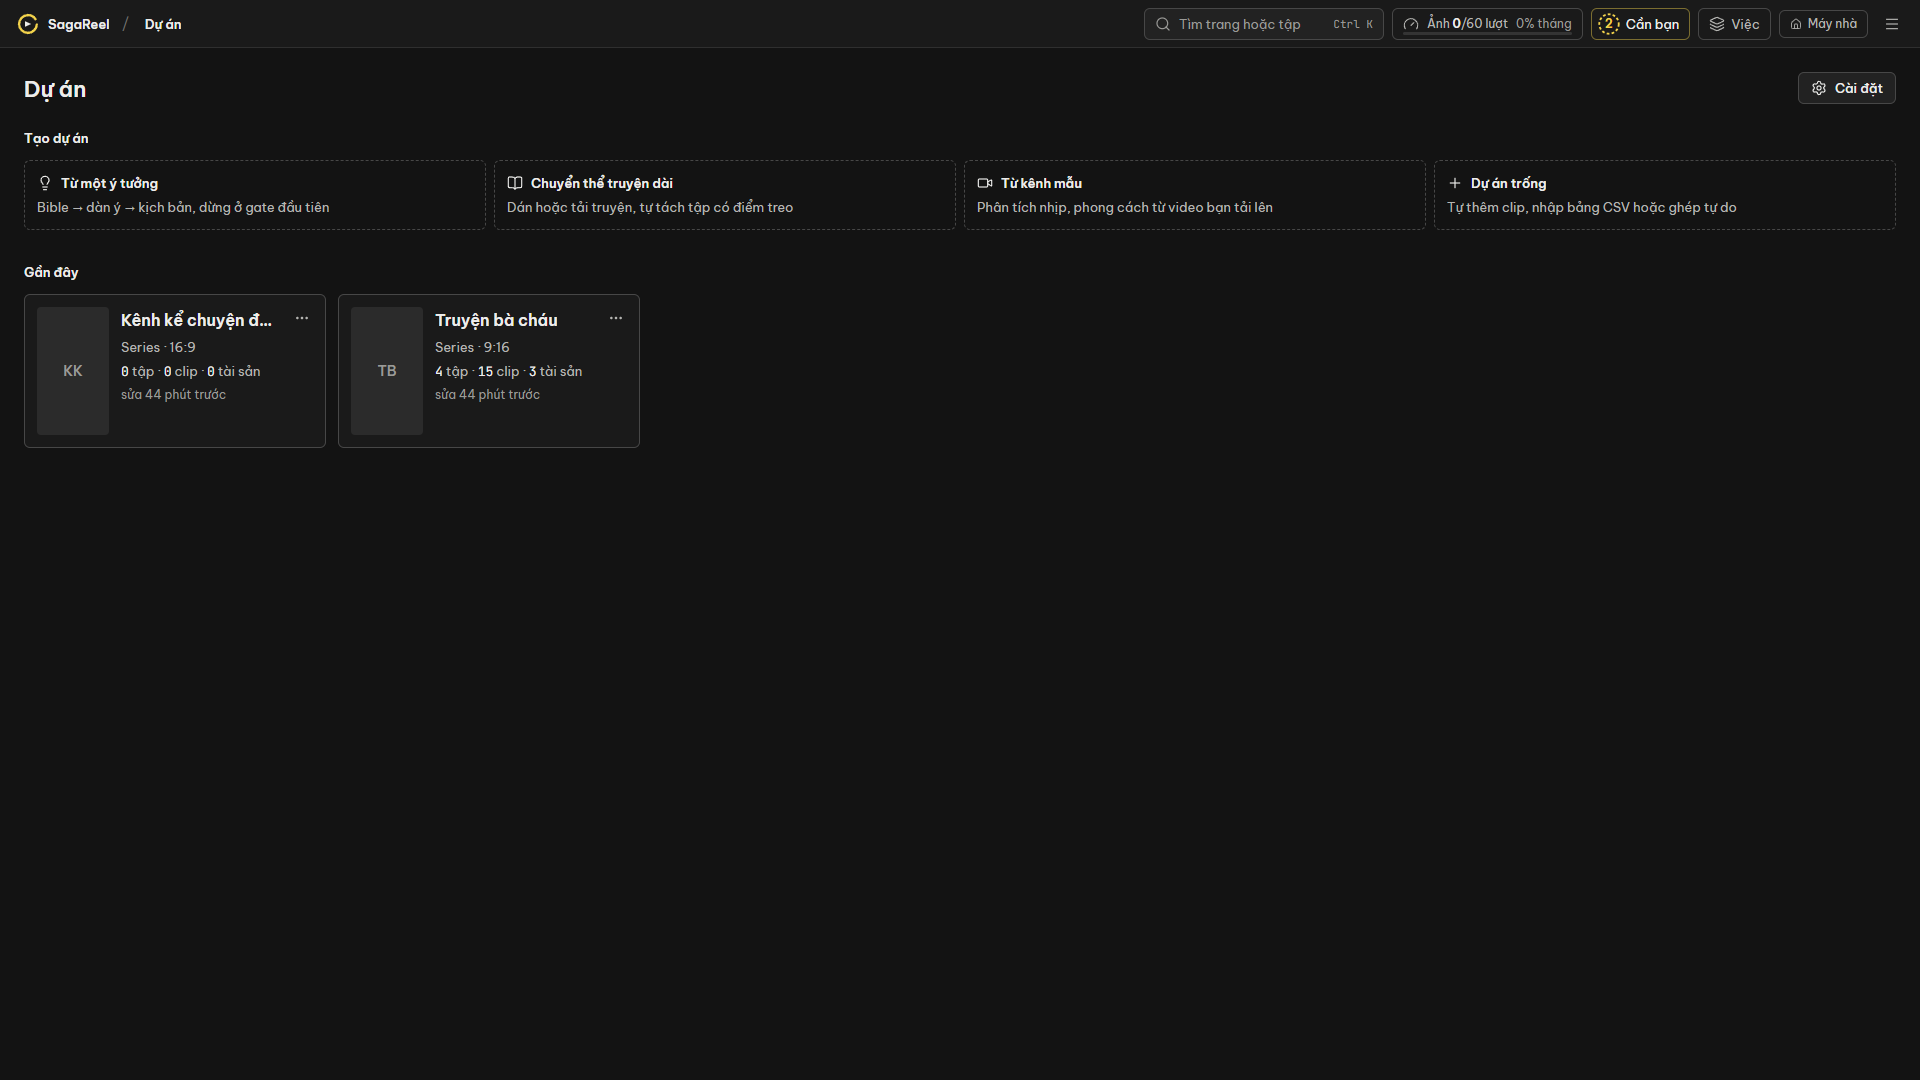 SagaReel / Dự án
Tìm trang hoặc tập Ctrl K
Ảnh 0/60 lượt 0% tháng
2 Cần bạn
Việc
Máy nhà
Dự án
Cài đặt
Tạo dự án
Từ một ý tưởng
Bible → dàn ý → kịch bản, dừng ở gate đầu tiên
Chuyển thể truyện dài
Dán hoặc tải truyện, tự tách tập có điểm treo
Từ kênh mẫu
Phân tích nhịp, phong cách từ video bạn tải lên
Dự án trống
Tự thêm clip, nhập bảng CSV hoặc ghép tự do
Gần đây
KK
Kênh kể chuyện đ...
Series · 16:9
0 tập · 0 clip · 0 tài sản
sửa 44 phút trước
TB
Truyện bà cháu
Series · 9:16
4 tập · 15 clip · 3 tài sản
sửa 44 phút trước